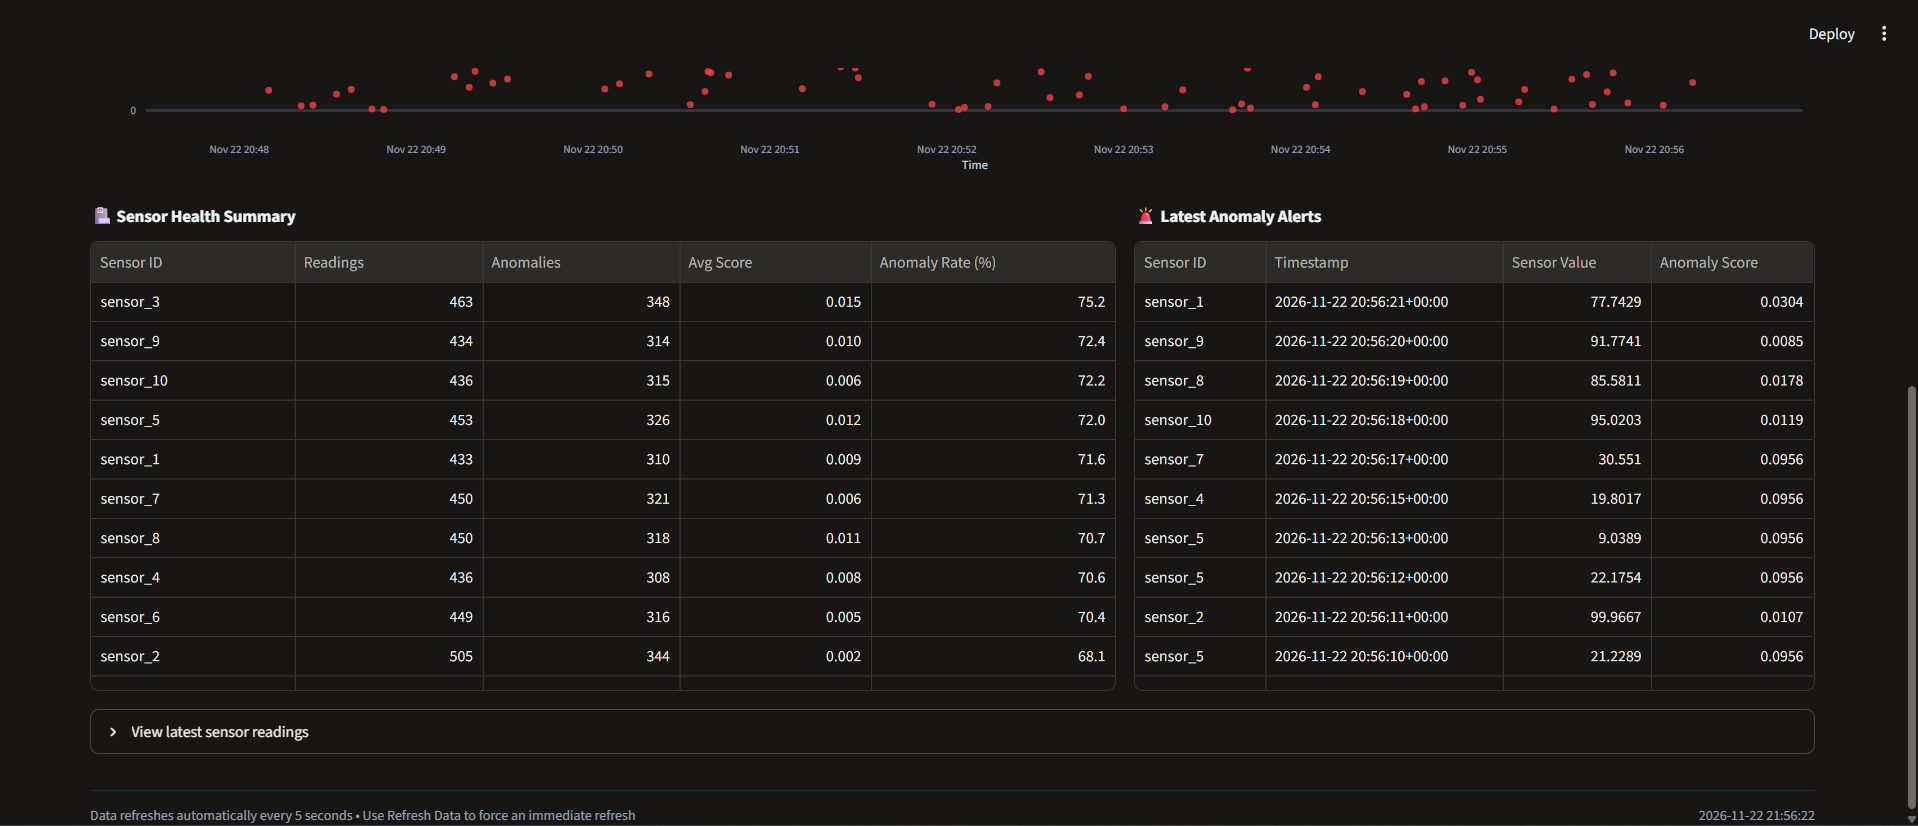 Deploy
0
Nov 22 20:48 Nov 22 20:49 Nov 22 20:50 Nov 22 20:51 Nov 22 20:52 Nov 22 20:53 Nov 22 20:54 Nov 22 20:55 Nov 22 20:56
Time
Sensor Health Summary
Sensor ID Readings Anomalies Avg Score Anomaly Rate (%)
sensor_3 463 348 0.015 75.2
sensor_9 434 314 0.010 72.4
sensor_10 436 315 0.006 72.2
sensor_5 453 326 0.012 72.0
sensor_1 433 310 0.009 71.6
sensor_7 450 321 0.006 71.3
sensor_8 450 318 0.011 70.7
sensor_4 436 308 0.008 70.6
sensor_6 449 316 0.005 70.4
sensor_2 505 344 0.002 68.1
Latest Anomaly Alerts
Sensor ID Timestamp Sensor Value Anomaly Score
sensor_1 2026-11-22 20:56:21+00:00 77.7429 0.0304
sensor_9 2026-11-22 20:56:20+00:00 91.7741 0.0085
sensor_8 2026-11-22 20:56:19+00:00 85.5811 0.0178
sensor_10 2026-11-22 20:56:18+00:00 95.0203 0.0119
sensor_7 2026-11-22 20:56:17+00:00 30.551 0.0956
sensor_4 2026-11-22 20:56:15+00:00 19.8017 0.0956
sensor_5 2026-11-22 20:56:13+00:00 9.0389 0.0956
sensor_5 2026-11-22 20:56:12+00:00 22.1754 0.0956
sensor_2 2026-11-22 20:56:11+00:00 99.9667 0.0107
sensor_5 2026-11-22 20:56:10+00:00 21.2289 0.0956
View latest sensor readings
Data refreshes automatically every 5 seconds • Use Refresh Data to force an immediate refresh
2026-11-22 21:56:22